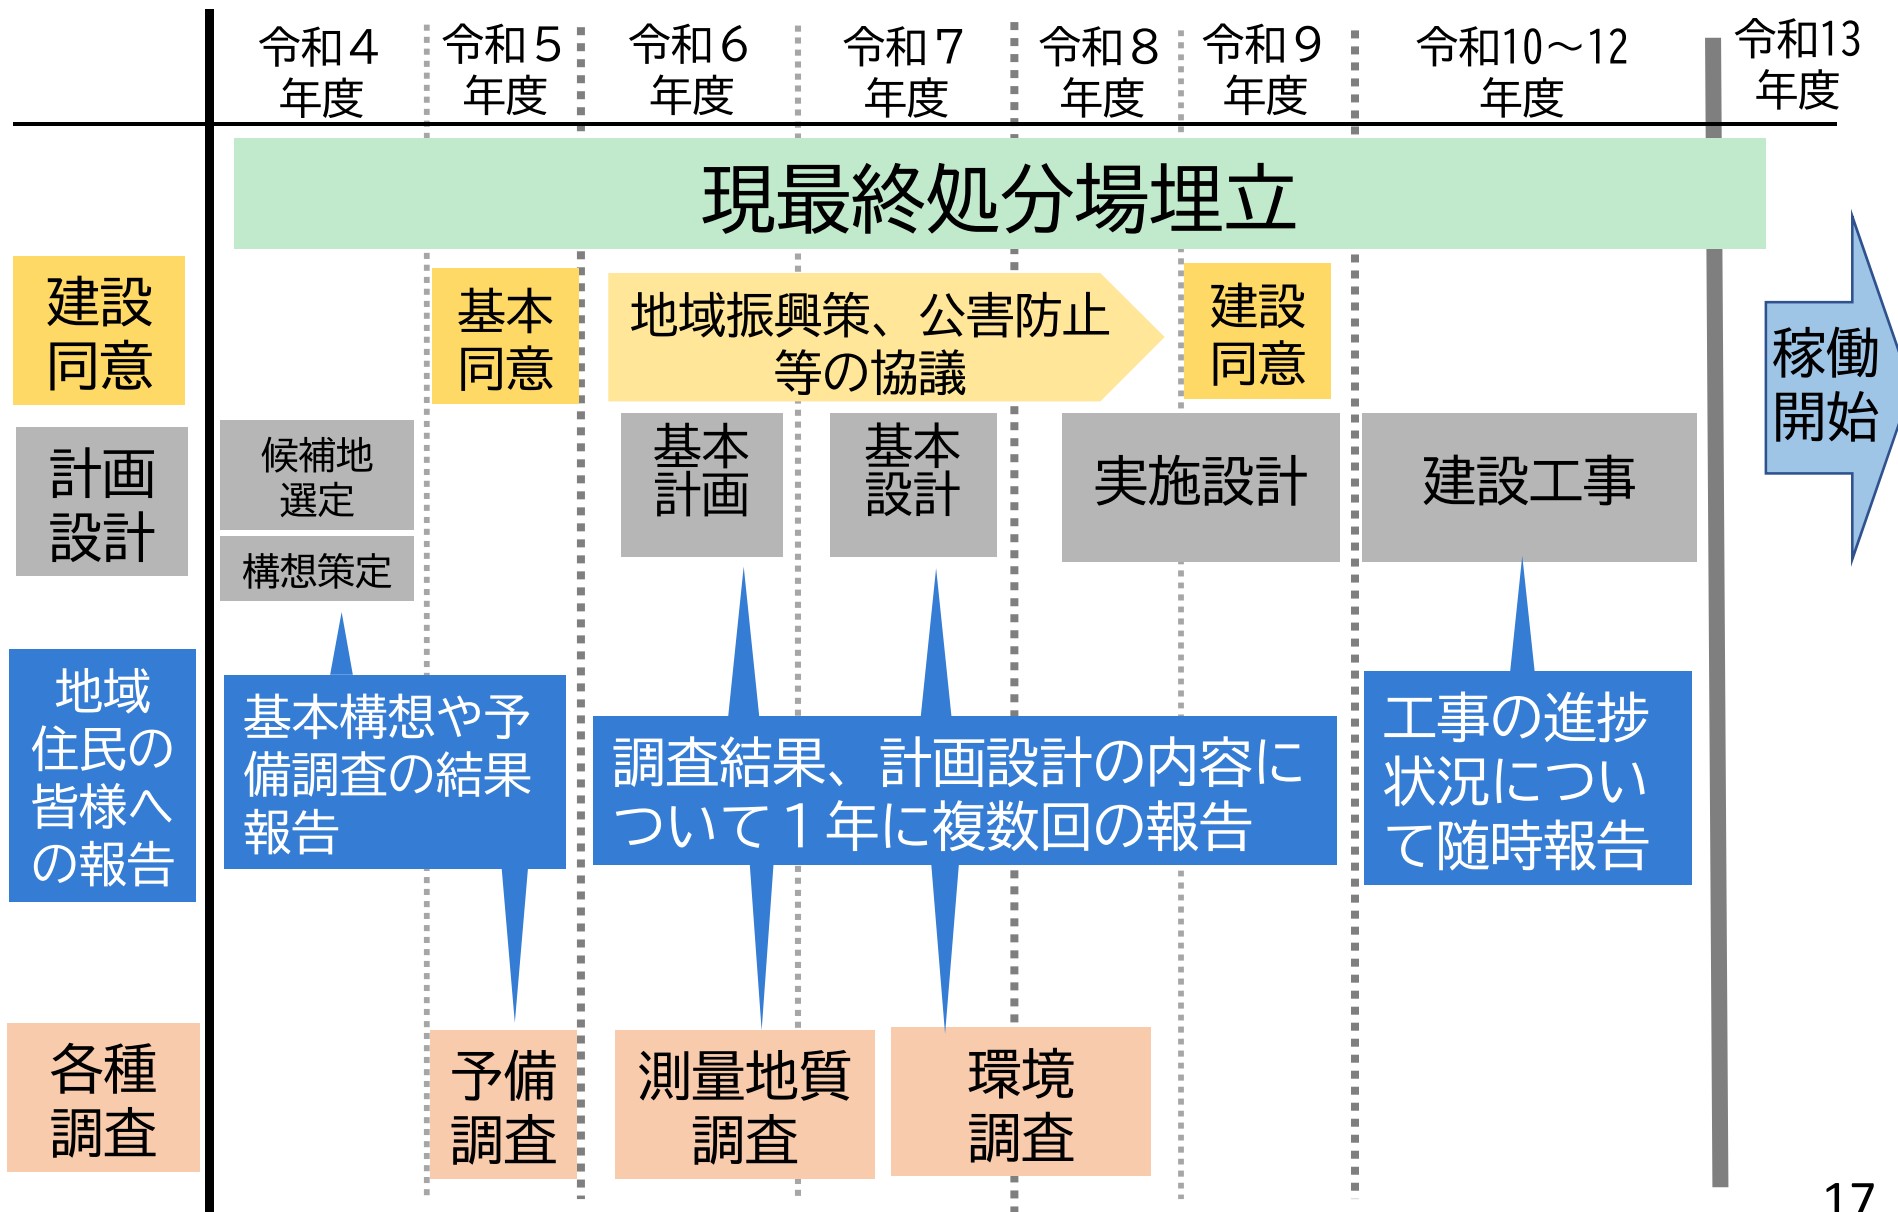 令和４
年度
令和５
年度
令和６
年度
令和７
年度
令和８
年度
令和９
年度
令和10～12
年度
令和13
年度
現最終処分場埋立
建設
同意
基本
同意
地域振興策、公害防止
等の協議
建設
同意
稼働
開始
計画
設計
候補地
選定
構想策定
基本
計画
基本
設計
実施設計
建設工事
地域
住民の
皆様へ
の報告
基本構想や予
備調査の結果
報告
調査結果、計画設計の内容に
ついて１年に複数回の報告
工事の進捗
状況につい
て随時報告
各種
調査
予備
調査
測量地質
調査
環境
調査
17